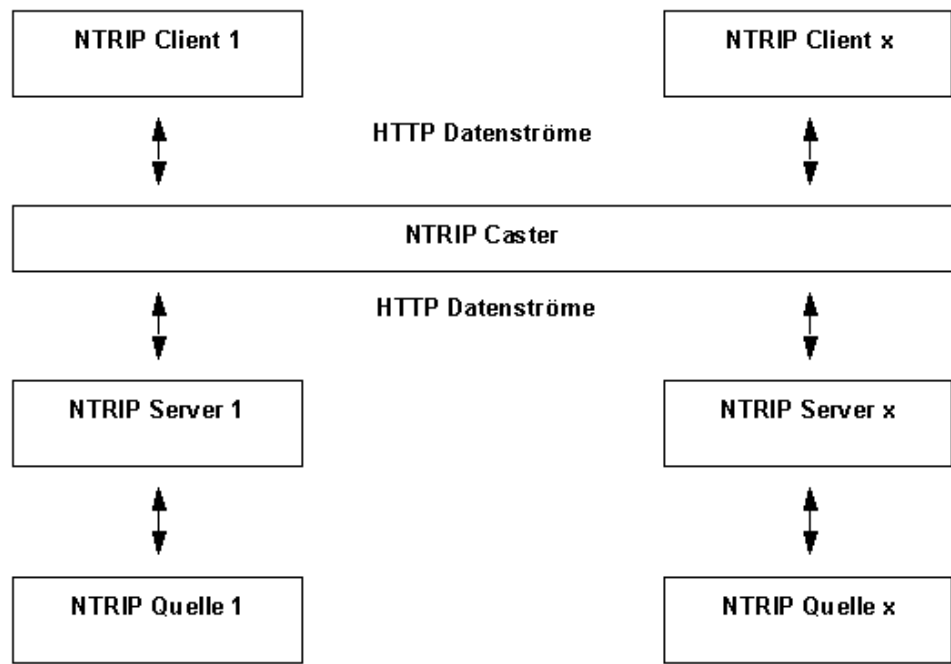 NTRIP Client 1
NTRIP Client x
HTTP Datenströme
NTRIP Caster
HTTP Datenströme
NTRIP Server 1
NTRIP Server x
NTRIP Quelle 1
NTRIP Quelle x